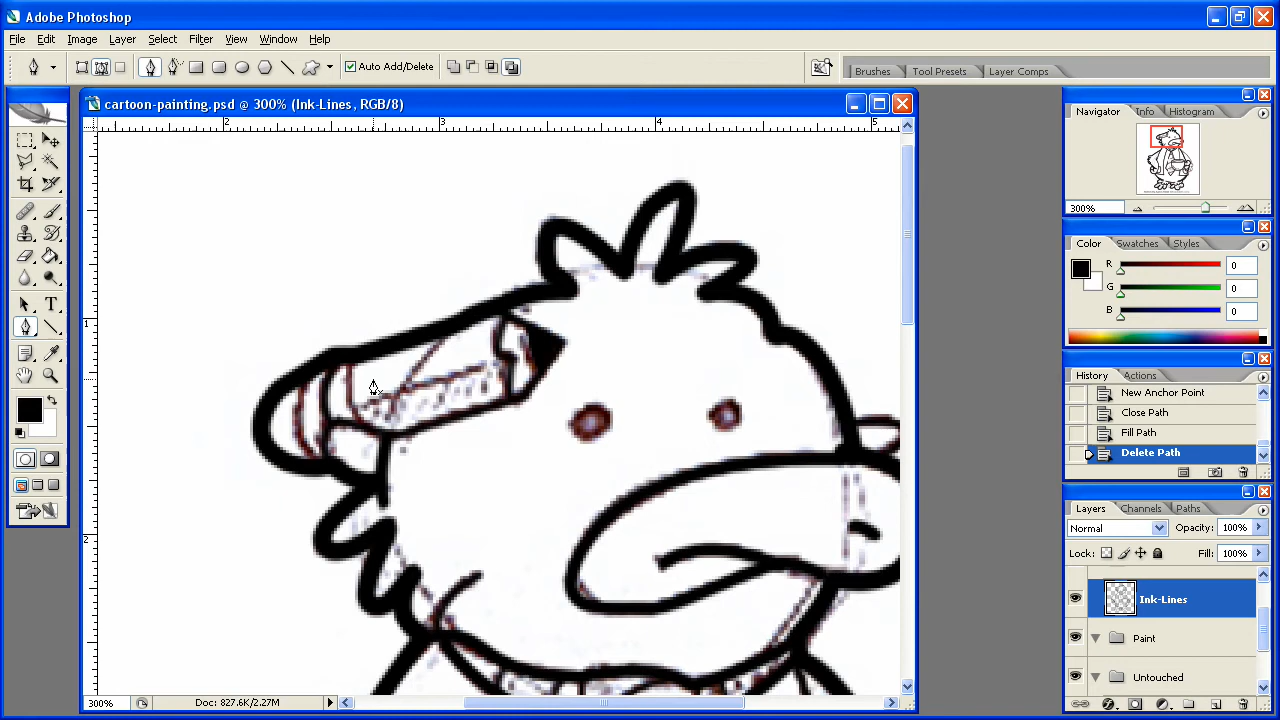 Adobe Photoshop
File Edit Image Layer Select Filter View Window Help
Auto Add/Delete
Brushes Tool Presets Layer Comps
cartoon-painting.psd @ 300% (Ink-Lines, RGB/8)
2 3 4 5
1
2
Navigator Info Histogram
300%
Color Swatches Styles
R 0
G 0
B 0
History Actions
New Anchor Point
Close Path
Fill Path
Delete Path
Layers Channels Paths
Normal Opacity: 100%
Lock: Fill: 100%
Ink-Lines
Paint
Untouched
300% Doc: 827.6K/2.27M